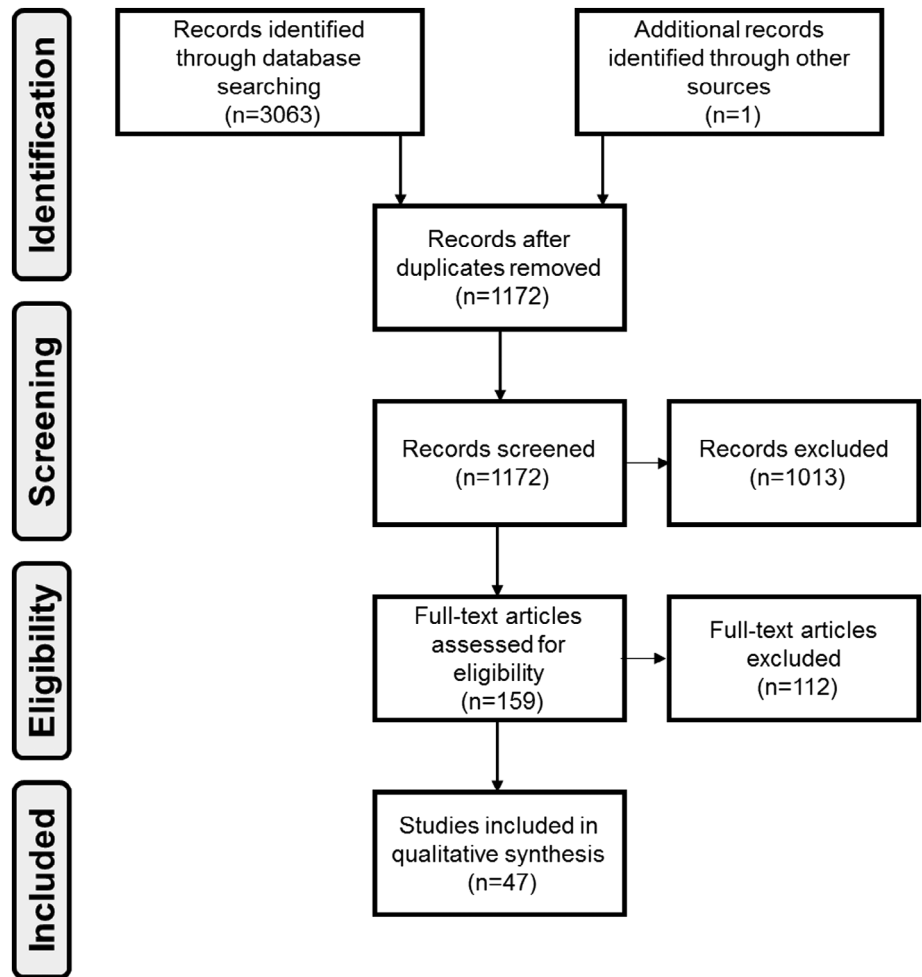 Identification
Records identified
through database
searching
(n=3063)
Additional records
identified through other
sources
(n=1)
Records after
duplicates removed
(n=1172)
Screening
Records screened
(n=1172)
Records excluded
(n=1013)
Eligibility
Full-text articles
assessed for
eligibility
(n=159)
Full-text articles
excluded
(n=112)
Included
Studies included in
qualitative synthesis
(n=47)